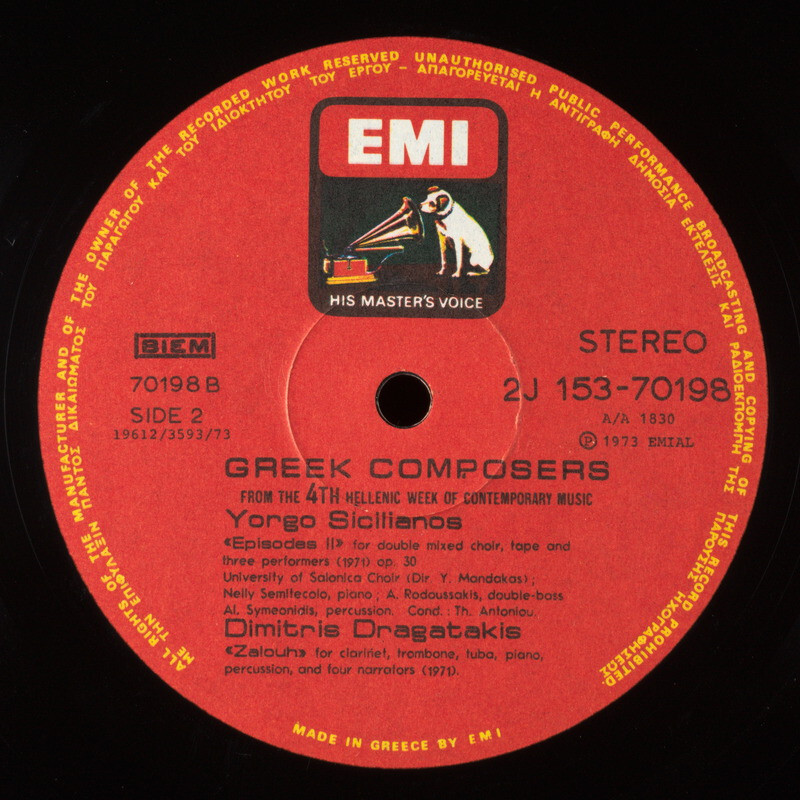 ALL RIGHTS OF THE MANUFACTURER AND OF THE OWNER OF THE RECORDED WORK RESERVED UNAUTHORISED PUBLIC PERFORMANCE BROADCASTING AND COPYING OF THIS RECORD PROHIBITED.
ΜΕ ΤΗΝ ΕΠΙΦΥΛΑΞΙΝ ΠΑΝΤΟΣ ΔΙΚΑΙΩΜΑΤΟΣ ΤΟΥ ΠΑΡΑΓΩΓΟΥ ΚΑΙ ΤΟΥ ΙΔΙΟΚΤΗΤΟΥ ΤΟΥ ΕΡΓΟΥ - ΑΠΑΓΟΡΕΥΕΤΑΙ Η ΑΝΤΙΓΡΑΦΗ ΔΗΜΟΣΙΑ ΕΚΤΕΛΕΣΙΣ ΚΑΙ ΡΑΔΙΟΕΚΠΟΜΠΗ ΤΗΣ ΠΑΡΟΥΣΗΣ ΗΧΟΓΡΑΦΗΣΕΩΣ
EMI
HIS MASTER'S VOICE
BIEM
STEREO
70198 B
2J 153-70198
SIDE 2
A/A 1830
19612/3593/73
Ⓟ 1973 EMIAL
GREEK COMPOSERS
FROM THE 4TH HELLENIC WEEK OF CONTEMPORARY MUSIC
Yorgo Sicilianos
«Episodes II» for double mixed choir, tape and
three performers (1971) op. 30
University of Salonica Choir (Dir Y. Mandakas);
Nelly Semitecolo, piano; A. Rodoussakis, double-bass
Al. Symeonidis, percussion. Cond.: Th. Antoniou.
Dimitris Dragatakis
«Zalouh» for clarinet, trombone, tuba, piano,
percussion, and four narrators (1971).
MADE IN GREECE BY EMI